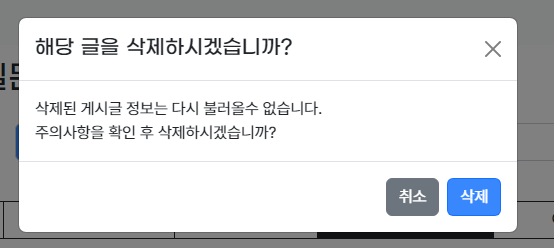 해당 글을 삭제하시겠습니까?
삭제된 게시글 정보는 다시 불러올수 없습니다.
주의사항을 확인 후 삭제하시겠습니까?
취소 삭제